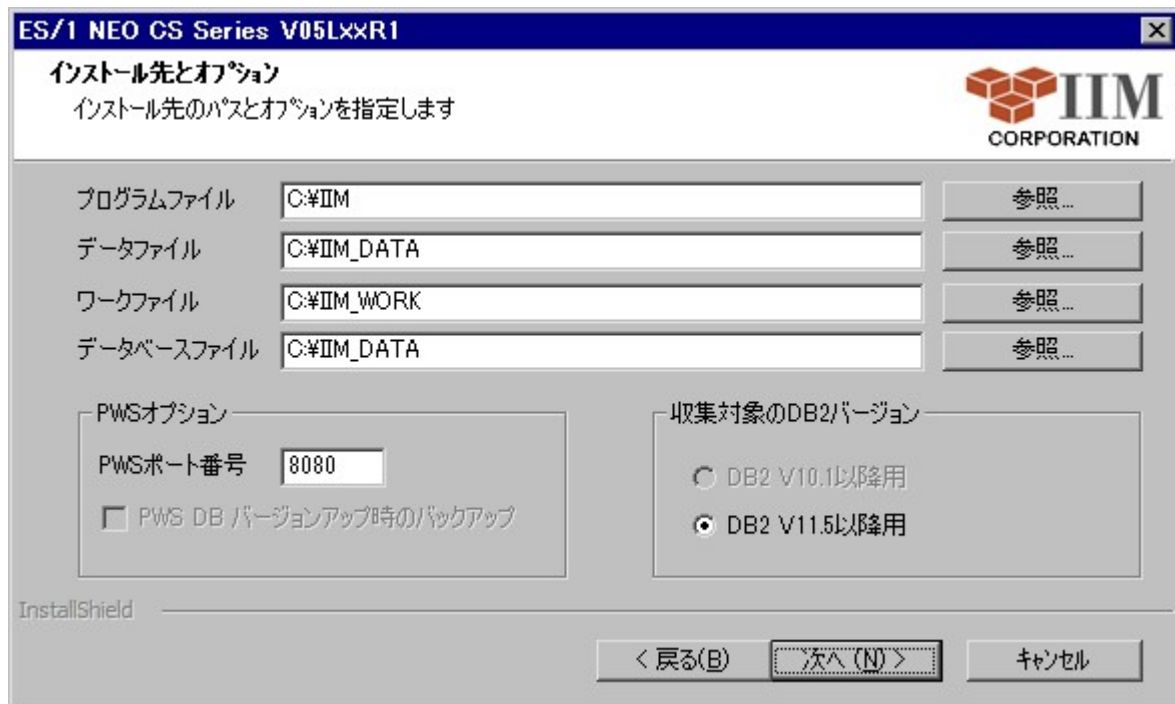 ES/1 NEO CS Series V05LxxR1
インストール先とオプション
インストール先のパスとオプションを指定します
IIM
CORPORATION
プログラムファイル C:¥IIM 参照...
データファイル C:¥IIM_DATA 参照...
ワークファイル C:¥IIM_WORK 参照...
データベースファイル C:¥IIM_DATA 参照...
PWSオプション
PWSポート番号 8080
PWS DB バージョンアップ時のバックアップ
収集対象のDB2バージョン
DB2 V10.1以降用
DB2 V11.5以降用
InstallShield
< 戻る(B) 次へ (N) > キャンセル